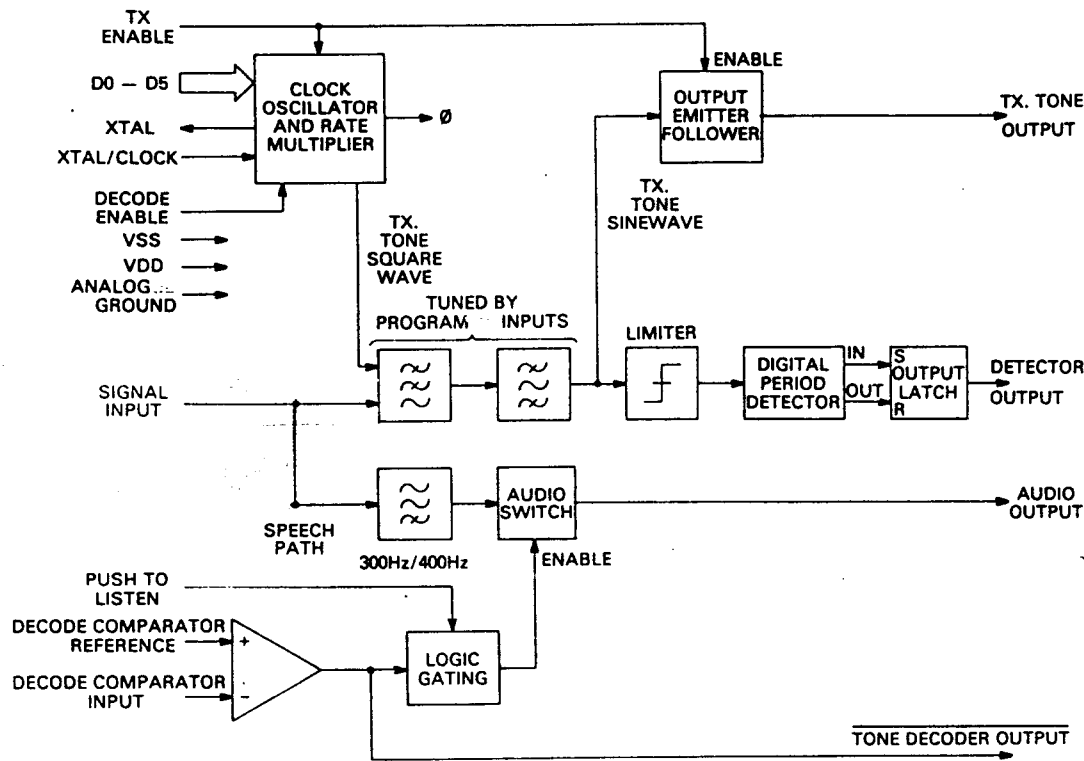 TX
ENABLE
D0 – D5
XTAL
XTAL/CLOCK
DECODE
ENABLE
VSS
VDD
ANALOG
GROUND
CLOCK
OSCILLATOR
AND RATE
MULTIPLIER
Ø
ENABLE
OUTPUT
EMITTER
FOLLOWER
TX. TONE
OUTPUT
TX.
TONE
SQUARE
WAVE
TX.
TONE
SINEWAVE
TUNED BY
PROGRAM INPUTS
LIMITER
SIGNAL
INPUT
DIGITAL
PERIOD
DETECTOR
IN
OUT
S
OUTPUT
LATCH
R
DETECTOR
OUTPUT
SPEECH
PATH
300Hz/400Hz
AUDIO
SWITCH
ENABLE
AUDIO
OUTPUT
PUSH TO
LISTEN
DECODE COMPARATOR
REFERENCE
+
DECODE COMPARATOR
INPUT
–
LOGIC
GATING
TONE DECODER OUTPUT